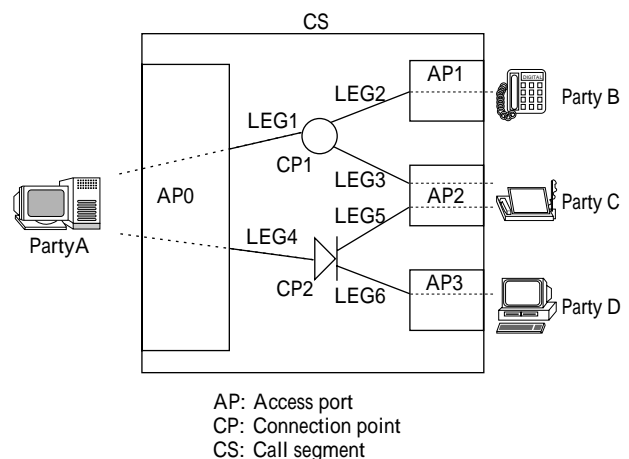 CS
AP1
LEG2
Party B
LEG1
CP1
LEG3
AP0
AP2
LEG5
Party C
PartyA
LEG4
CP2
LEG6
AP3
Party D
DIGITAL
AP: Access port
CP: Connection point
CS: Call segment